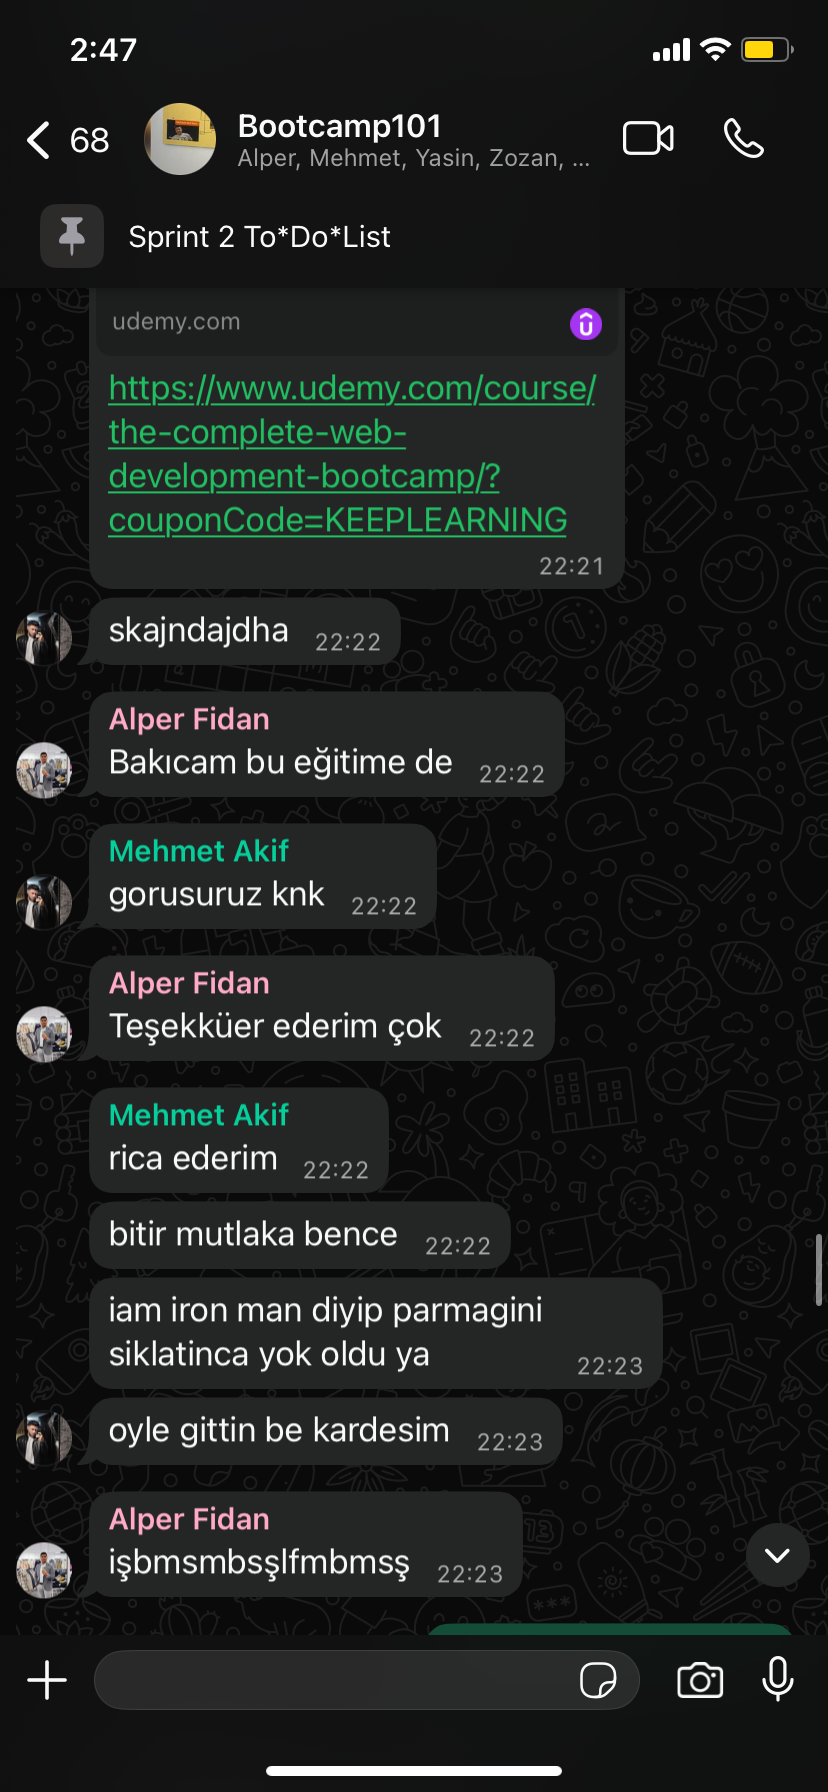 2:47
68
Bootcamp101
Alper, Mehmet, Yasin, Zozan, ...
Sprint 2 To*Do*List
udemy.com
https://www.udemy.com/course/
the-complete-web-
development-bootcamp/?
couponCode=KEEPLEARNING
22:21
skajndajdha 22:22
Alper Fidan
Bakıcam bu eğitime de 22:22
Mehmet Akif
gorusuruz knk 22:22
Alper Fidan
Teşekküer ederim çok 22:22
Mehmet Akif
rica ederim 22:22
bitir mutlaka bence 22:22
iam iron man diyip parmagini
siklatinca yok oldu ya 22:23
oyle gittin be kardesim 22:23
Alper Fidan
işbmsmbsşlfmbmsş 22:23